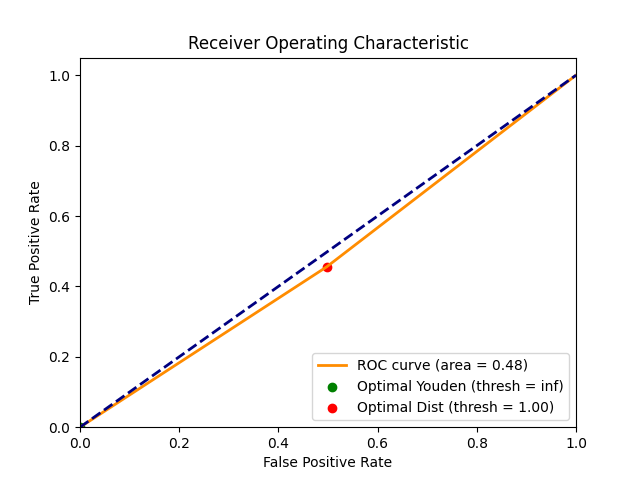 Receiver Operating Characteristic
1.0
0.8
0.6
0.4
0.2
0.0
True Positive Rate
ROC curve (area = 0.48)
Optimal Youden (thresh = inf)
Optimal Dist (thresh = 1.00)
0.0 0.2 0.4 0.6 0.8 1.0
False Positive Rate